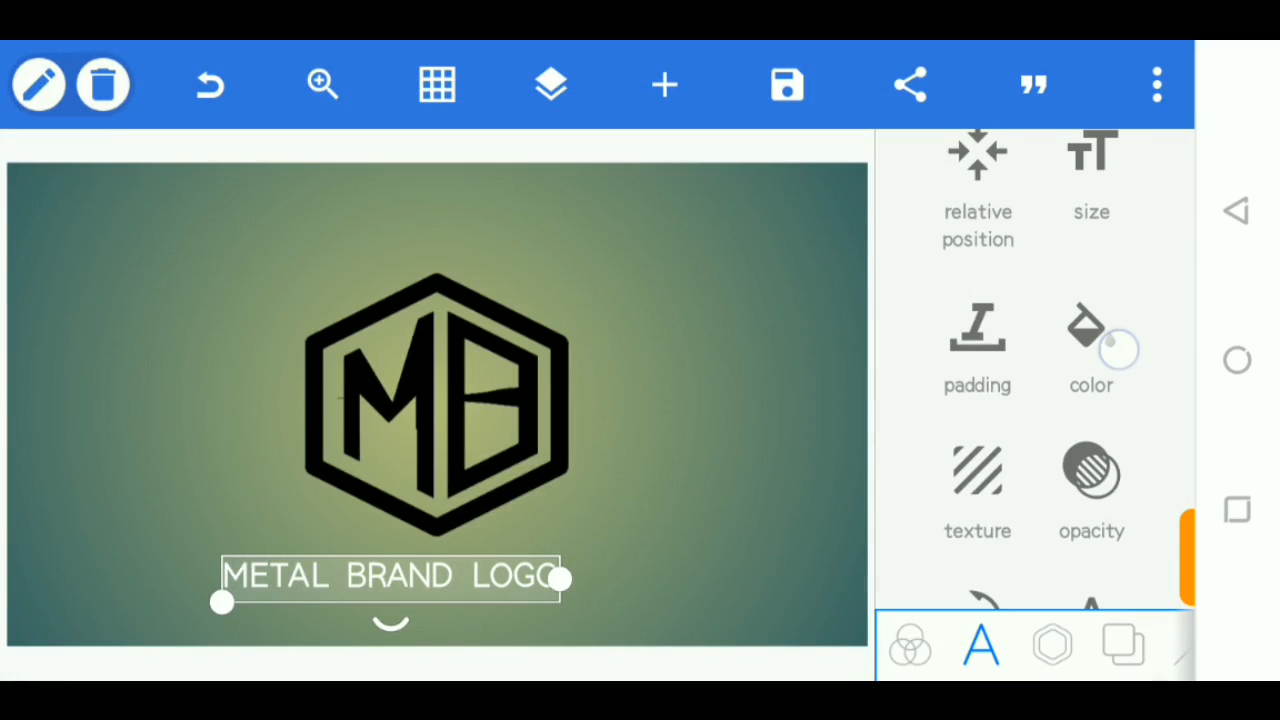 relative
position
size
padding
color
MB
texture
opacity
METAL BRAND LOGO
A